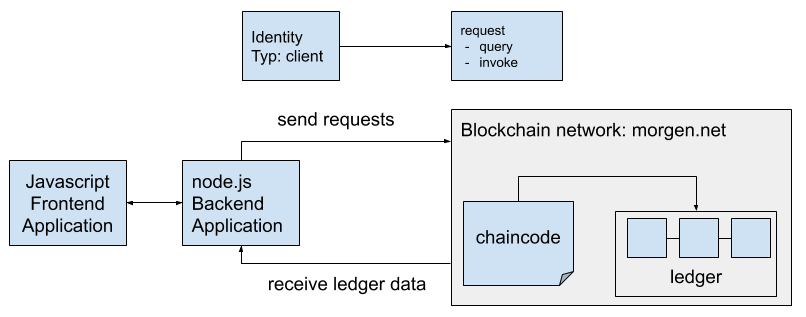 Identity
Typ: client
request
- query
- invoke
send requests
Blockchain network: morgen.net
Javascript
Frontend
Application
node.js
Backend
Application
chaincode
ledger
receive ledger data